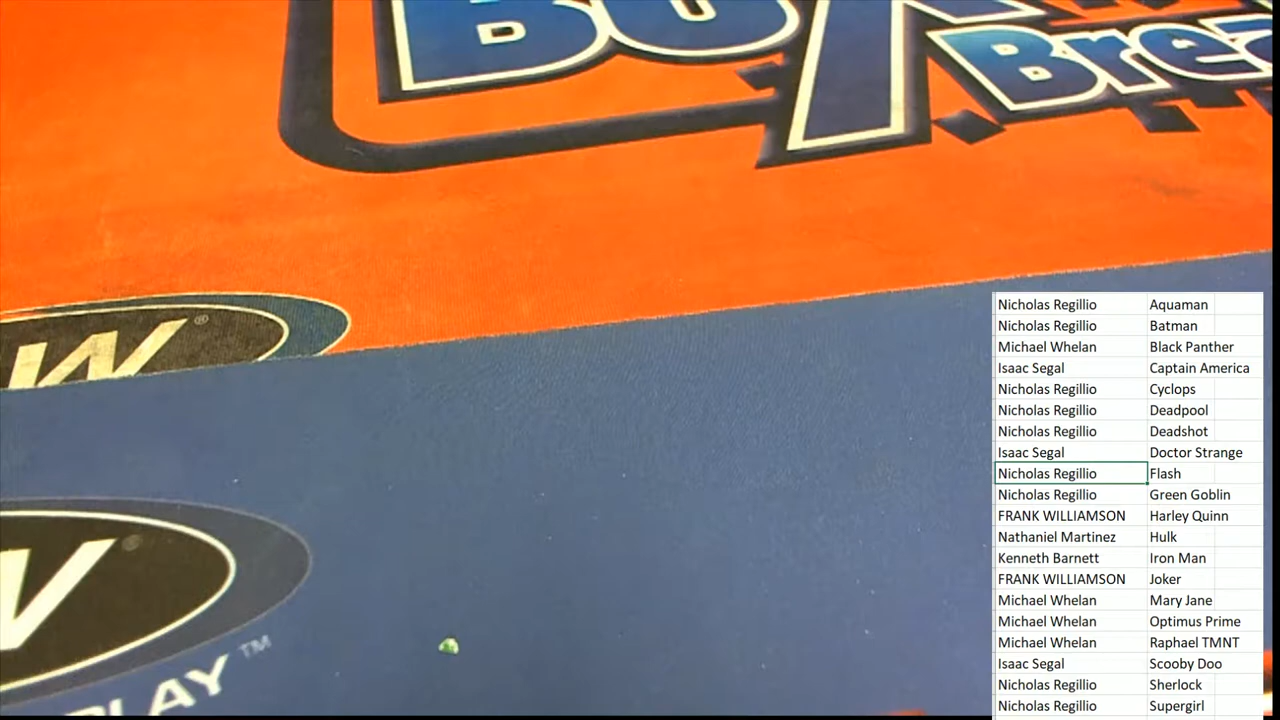 Bre
W®
W
PLAY™
Nicholas Regillio Aquaman
Nicholas Regillio Batman
Michael Whelan Black Panther
Isaac Segal Captain America
Nicholas Regillio Cyclops
Nicholas Regillio Deadpool
Nicholas Regillio Deadshot
Isaac Segal Doctor Strange
Nicholas Regillio Flash
Nicholas Regillio Green Goblin
FRANK WILLIAMSON Harley Quinn
Nathaniel Martinez Hulk
Kenneth Barnett Iron Man
FRANK WILLIAMSON Joker
Michael Whelan Mary Jane
Michael Whelan Optimus Prime
Michael Whelan Raphael TMNT
Isaac Segal Scooby Doo
Nicholas Regillio Sherlock
Nicholas Regillio Supergirl